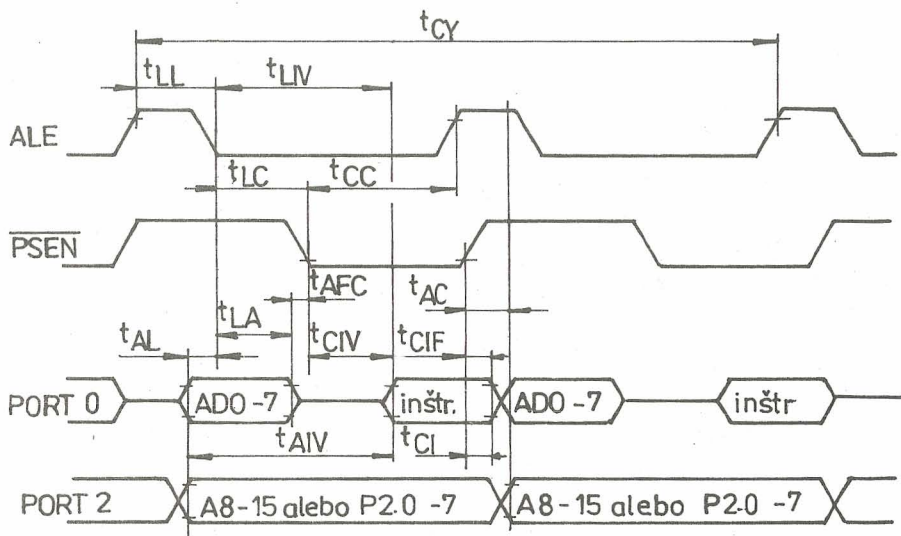 tCY
tLL tLIV
ALE
tLC tCC
PSEN
tAFC tAC
tLA
tAL tCIV tCIF
PORT 0 AD0-7 inštr. AD0-7 inštr
tAIV tCI
PORT 2 A8-15 alebo P2.0-7 A8-15 alebo P2.0-7